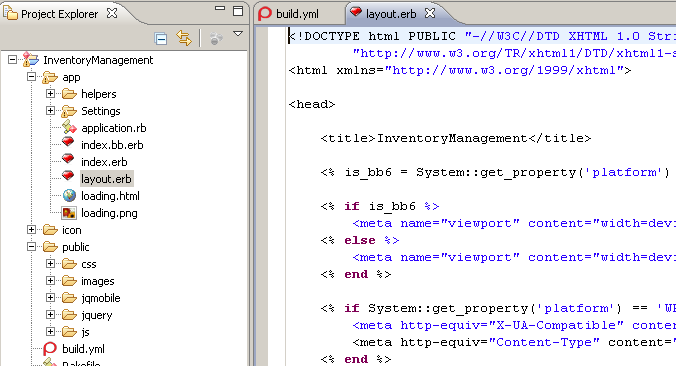 Project Explorer
InventoryManagement
app
helpers
Settings
application.rb
index.bb.erb
index.erb
layout.erb
loading.html
loading.png
icon
public
css
images
jqmobile
jquery
js
build.yml
Rakefile
build.yml
layout.erb
<!DOCTYPE html PUBLIC "-//W3C//DTD XHTML 1.0 Stri
"http://www.w3.org/TR/xhtml1/DTD/xhtml1-s
<html xmlns="http://www.w3.org/1999/xhtml">
<head>
<title>InventoryManagement</title>
<% is_bb6 = System::get_property('platform')
<% if is_bb6 %>
<meta name="viewport" content="width=devi
<% else %>
<meta name="viewport" content="width=devi
<% end %>
<% if System::get_property('platform') == 'WP
<meta http-equiv="X-UA-Compatible" conten
<meta http-equiv="Content-Type" content="
<% end %>